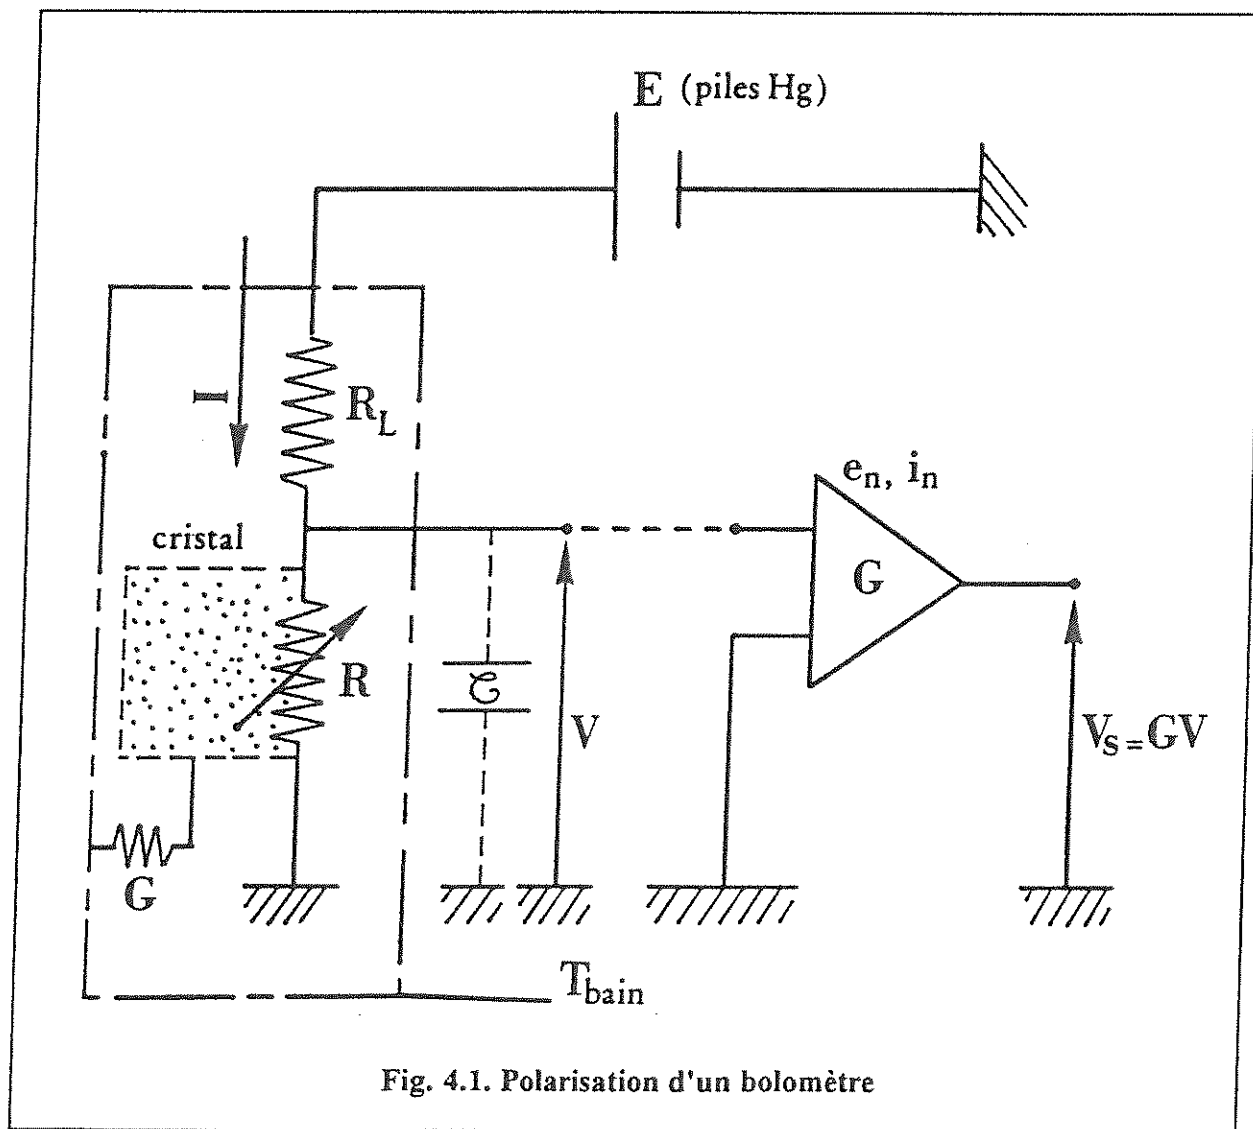 E (piles Hg)
I
R_L
e_n, i_n
cristal
G
R
C
V
V_S=GV
G
T_bain
Fig. 4.1. Polarisation d'un bolomètre